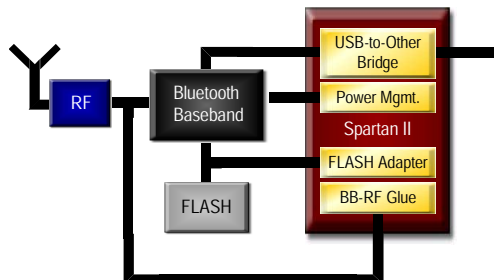 USB-to-Other
Bridge
RF
Bluetooth
Baseband
Power Mgmt.
Spartan II
FLASH Adapter
FLASH
BB-RF Glue